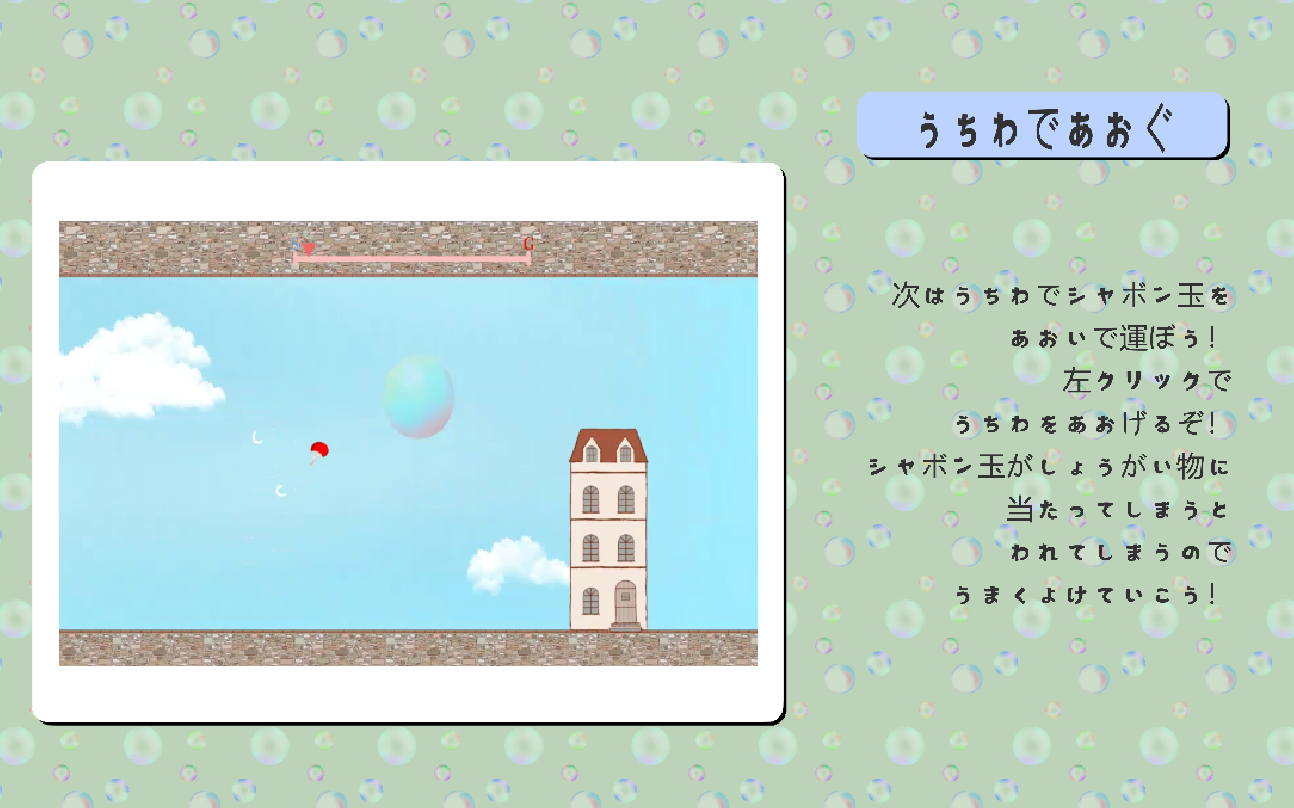 うちわであおぐ
G
次はうちわでシャボン玉を
あおいで運ぼう!
左クリックで
うちわをあおげるぞ!
シャボン玉がしょうがい物に
当たってしまうと
われてしまうので
うまくよけていこう!